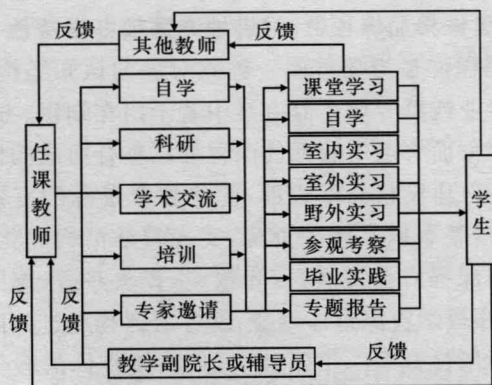 反馈
其他教师
反馈
自学
课堂学习
自学
科研
室内实习
任课教师
学术交流
室外实习
野外实习
学生
培训
参观考察
毕业实践
反馈
反馈
专家邀请
专题报告
教学副院长或辅导员
反馈